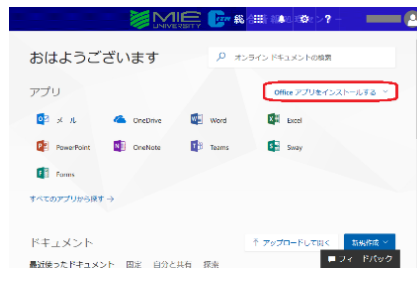 MIE
UNIVERSITY
?
おはようございます
オンライン ドキュメントの検索
アプリ
Office アプリをインストールする
メール OneDrive Word Excel
PowerPoint OneNote Teams Sway
Forms
すべてのアプリから探す →
ドキュメント
アップロードして開く 新規作成
最近使ったドキュメント 固定 自分と共有 探索
フィードバック